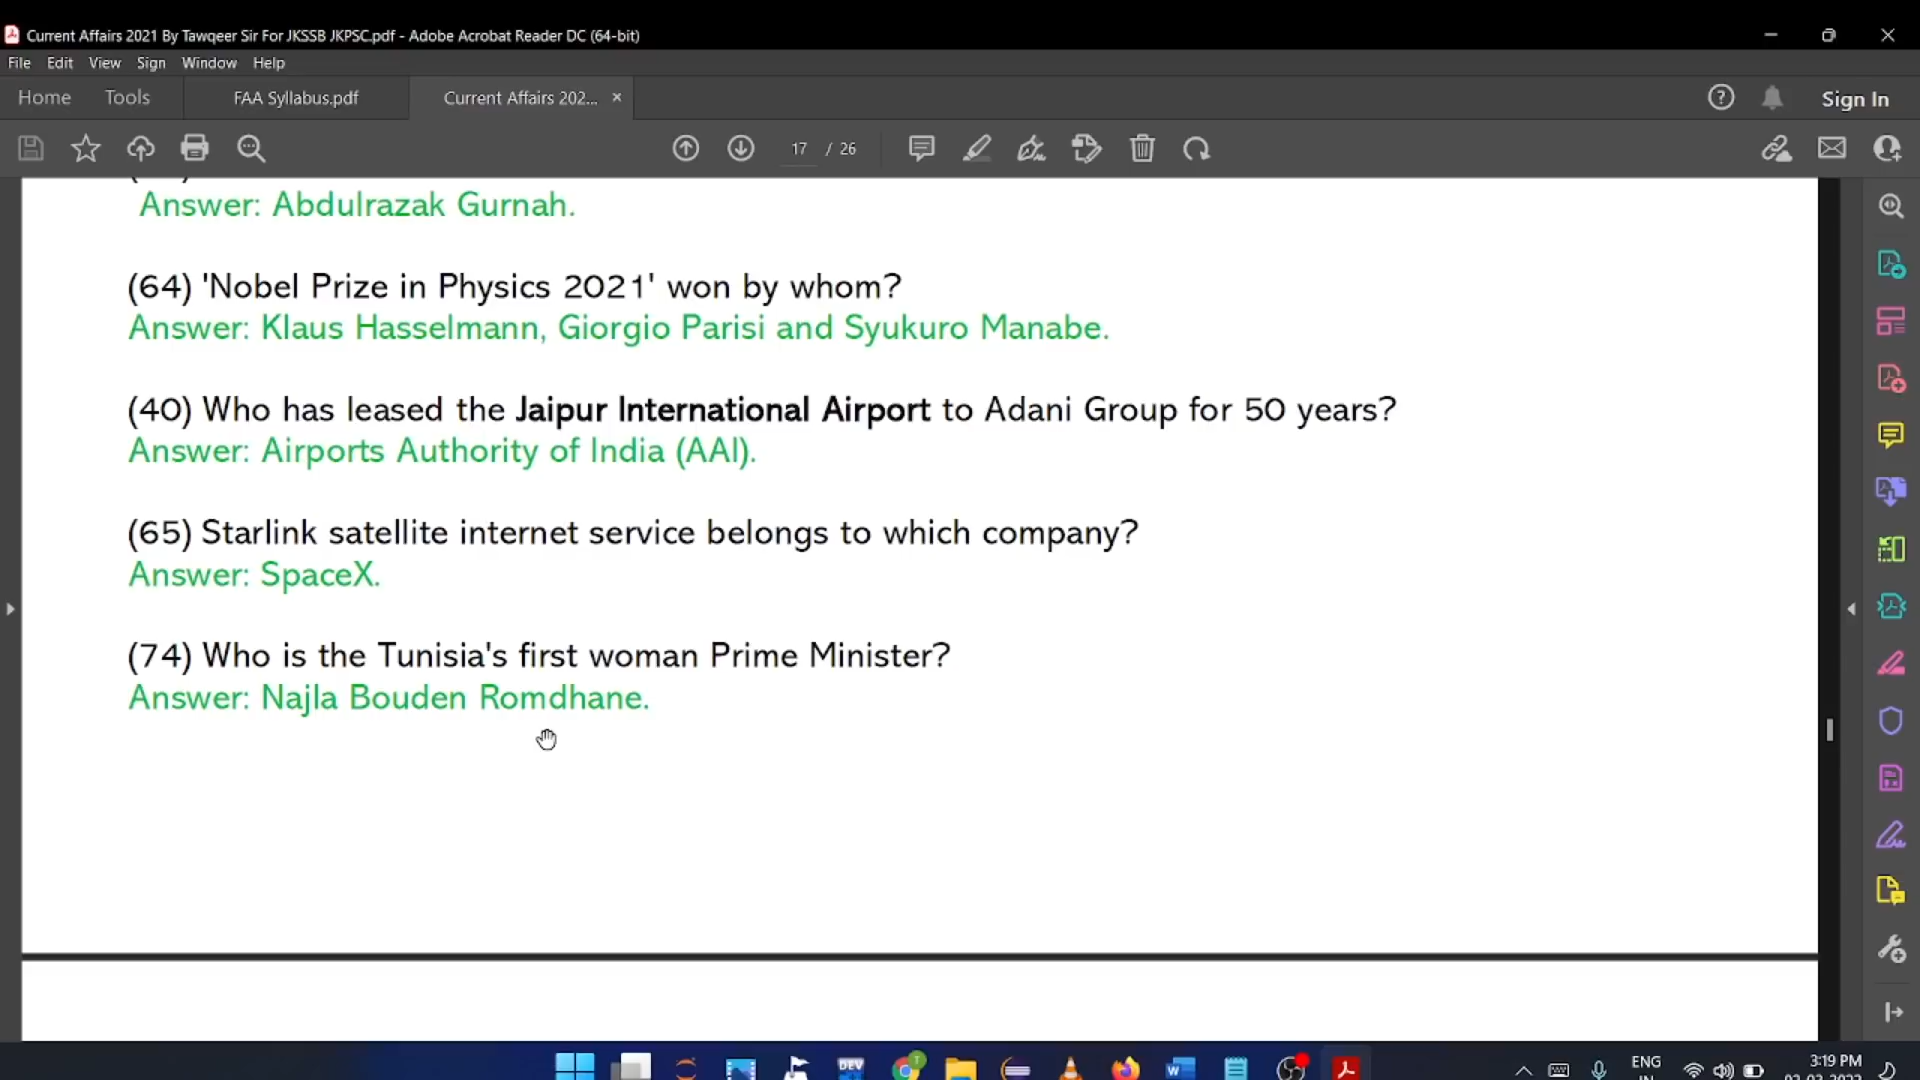 Current Affairs 2021 By Tawqeer Sir For JKSSB JKPSC.pdf - Adobe Acrobat Reader DC (64-bit)
File Edit View Sign Window Help
Home Tools FAA Syllabus.pdf Current Affairs 202... × Sign In
17 / 26
Answer: Abdulrazak Gurnah.
(64) 'Nobel Prize in Physics 2021' won by whom?
Answer: Klaus Hasselmann, Giorgio Parisi and Syukuro Manabe.
(40) Who has leased the Jaipur International Airport to Adani Group for 50 years?
Answer: Airports Authority of India (AAI).
(65) Starlink satellite internet service belongs to which company?
Answer: SpaceX.
(74) Who is the Tunisia's first woman Prime Minister?
Answer: Najla Bouden Romdhane.
DEV T W
ENG
IN
3:19 PM